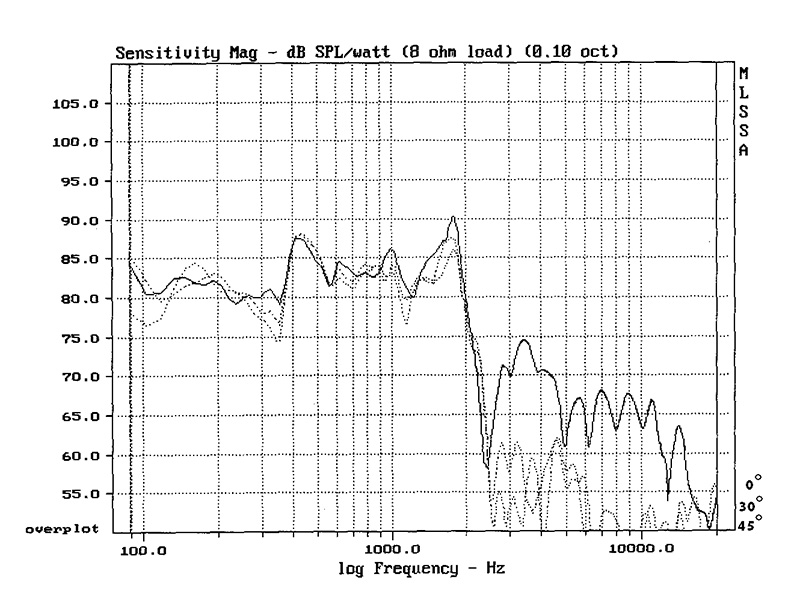 Sensitivity Mag - dB SPL/watt (8 ohm load) (0.10 oct)
MLSSA
105.0
100.0
95.0
90.0
85.0
80.0
75.0
70.0
65.0
60.0
55.0
0°
30°
45°
overplot
100.0 1000.0 10000.0
log Frequency - Hz